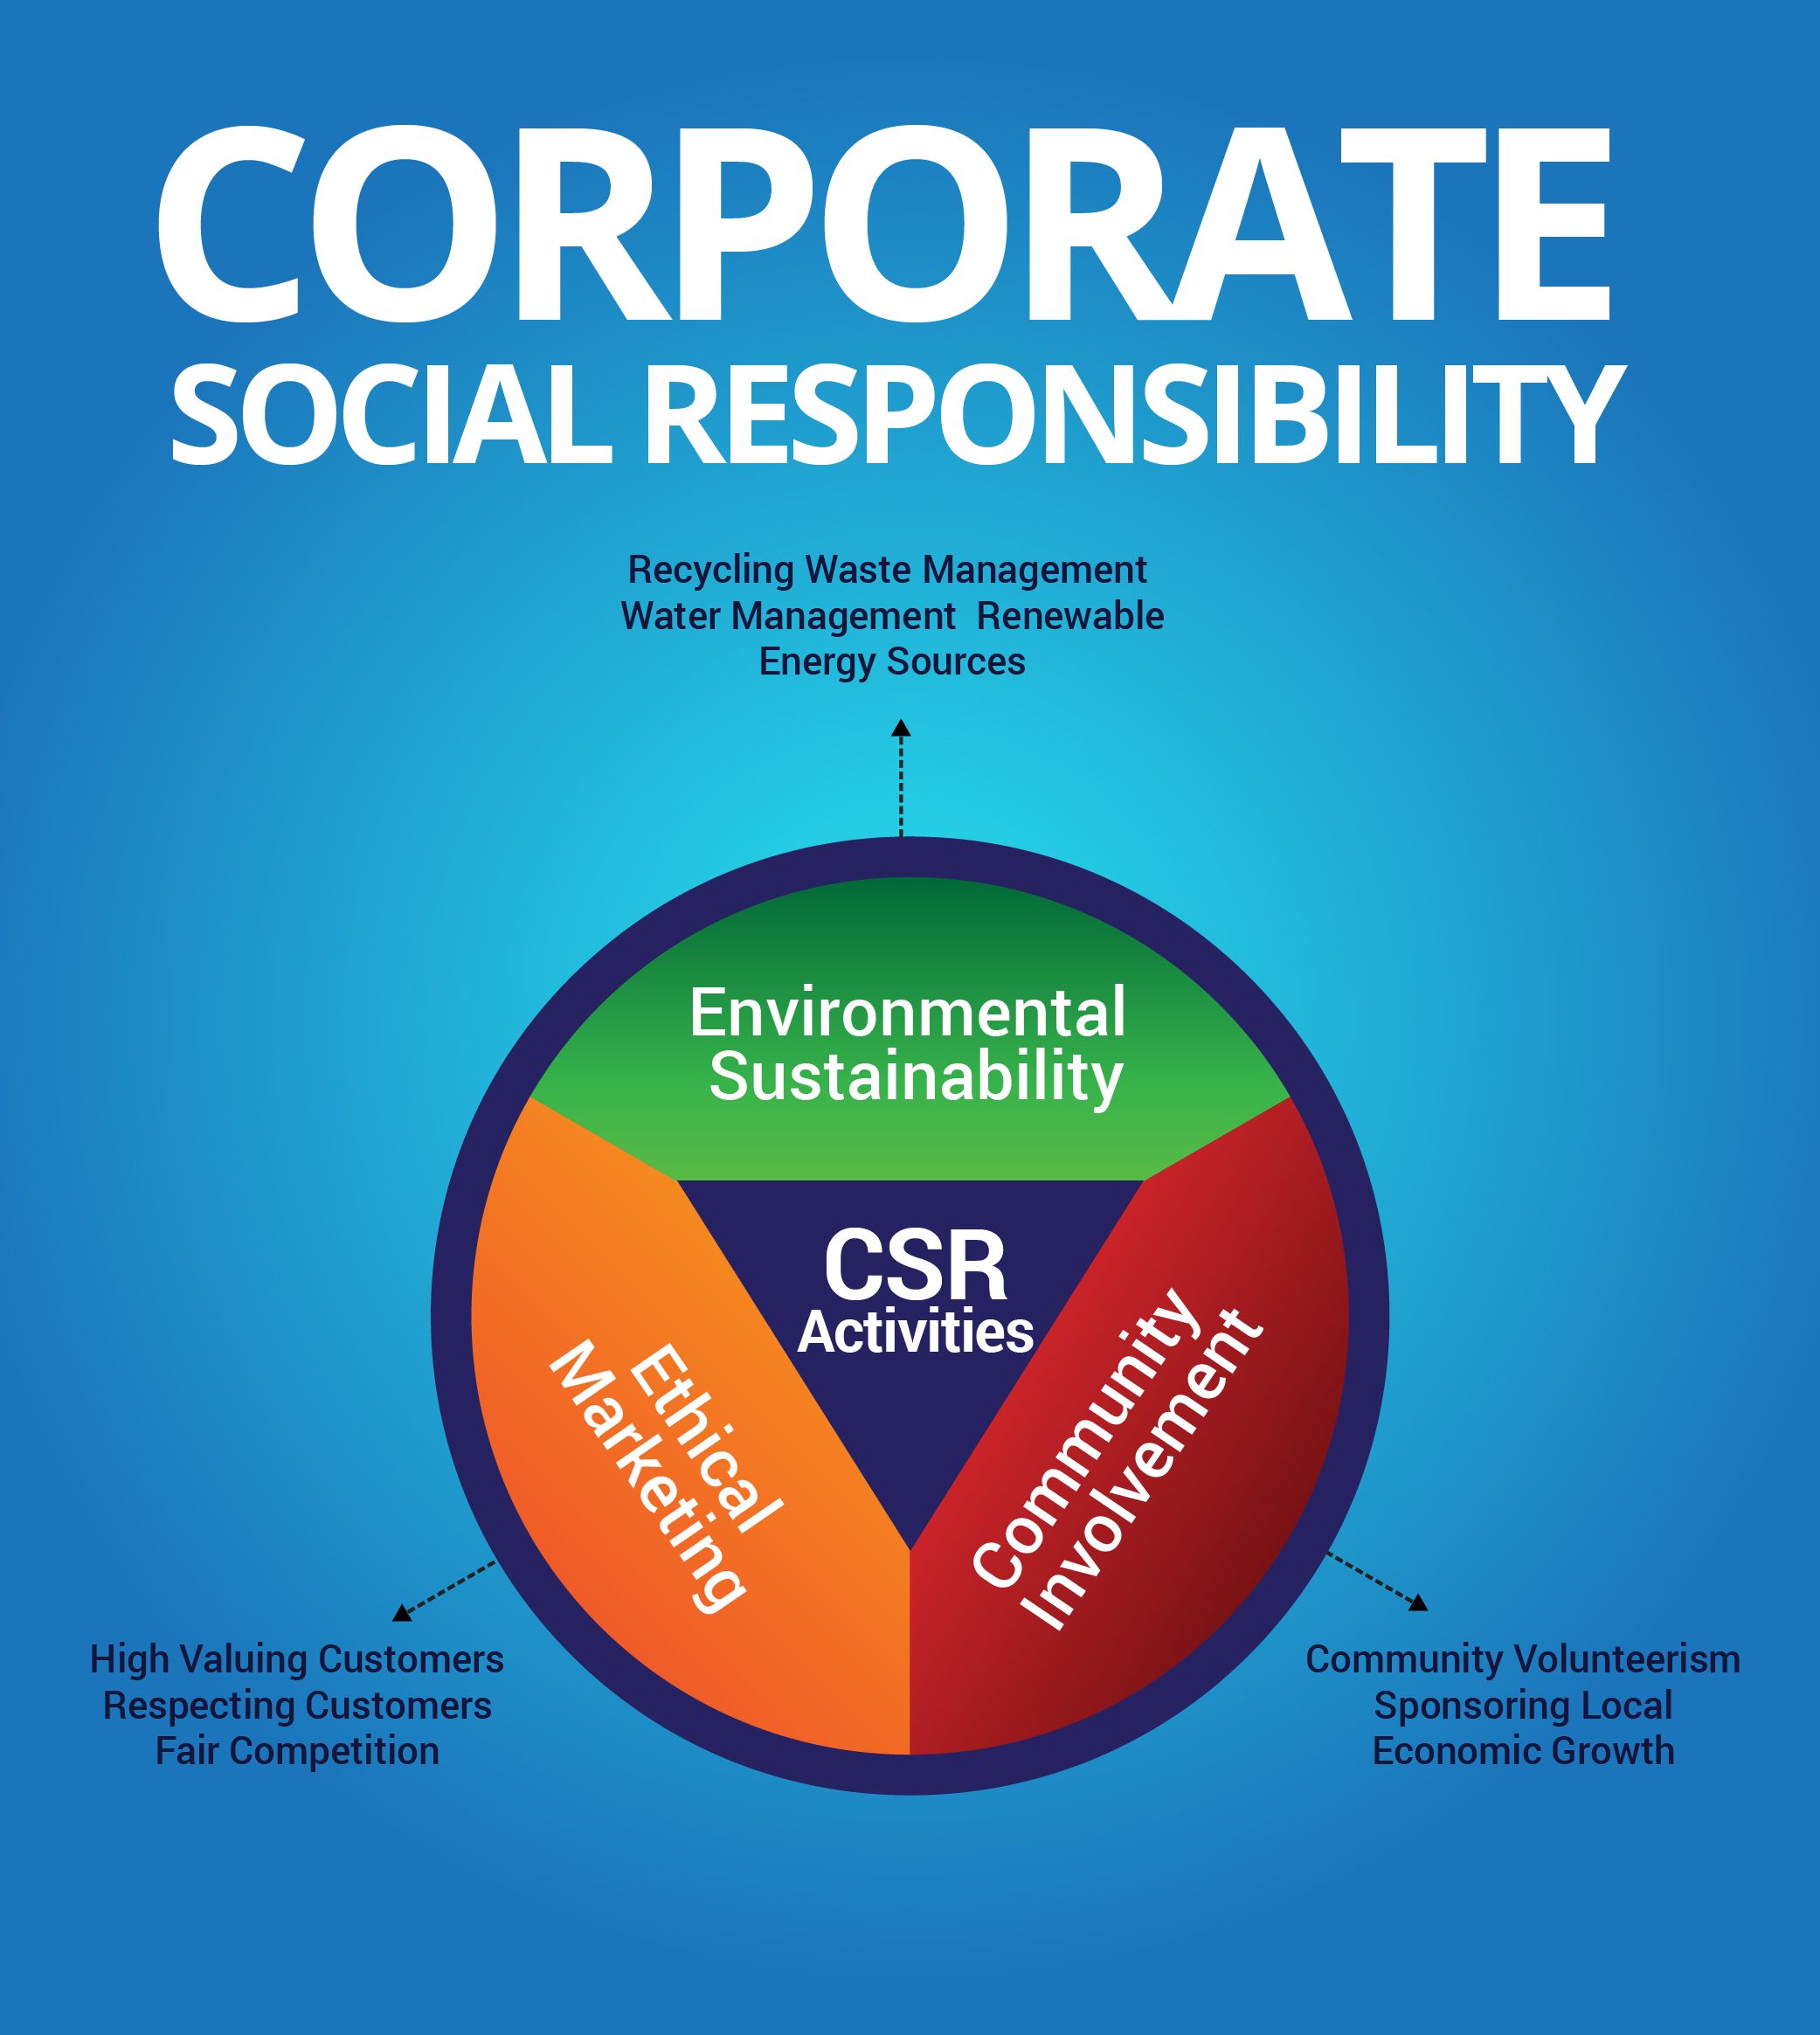 CORPORATE
SOCIAL RESPONSIBILITY
Recycling Waste Management
Water Management  Renewable
Energy Sources
Environmental
Sustainability
CSR
Activities
Ethical
Marketing
Community
Involvement
High Valuing Customers
Respecting Customers
Fair Competition
Community Volunteerism
Sponsoring Local
Economic Growth